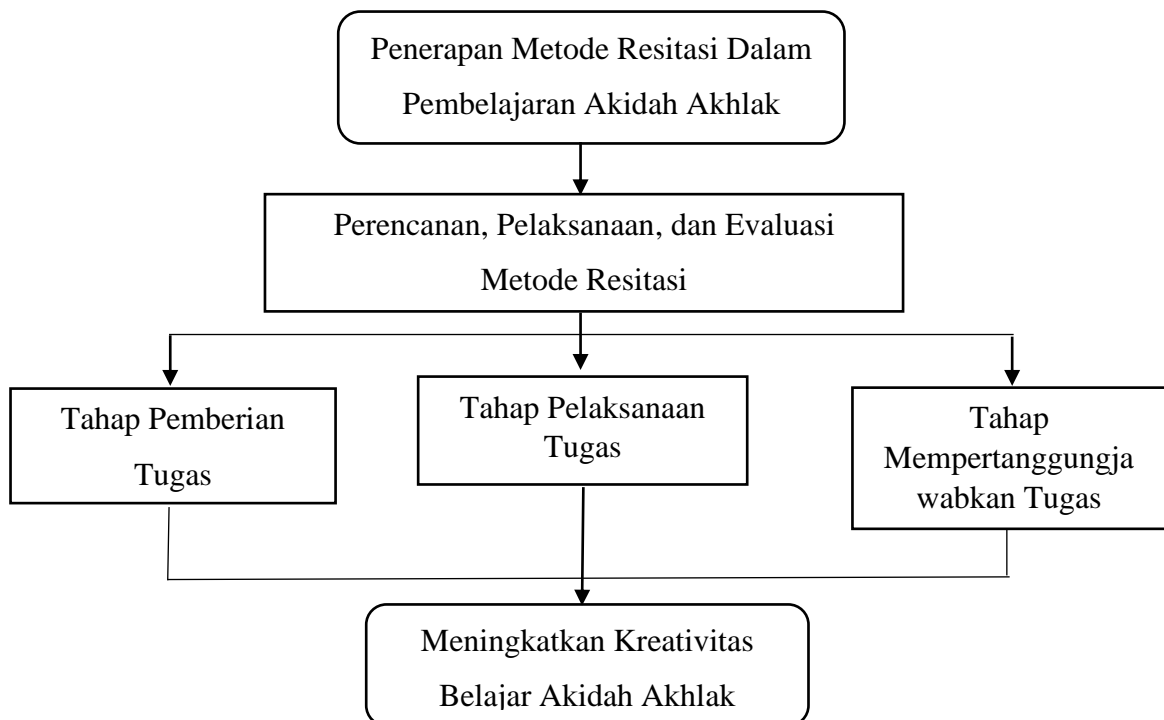 Penerapan Metode Resitasi Dalam
Pembelajaran Akidah Akhlak
Perencanan, Pelaksanaan, dan Evaluasi
Metode Resitasi
Tahap Pemberian
Tugas
Tahap Pelaksanaan
Tugas
Tahap
Mempertanggungja
wabkan Tugas
Meningkatkan Kreativitas
Belajar Akidah Akhlak